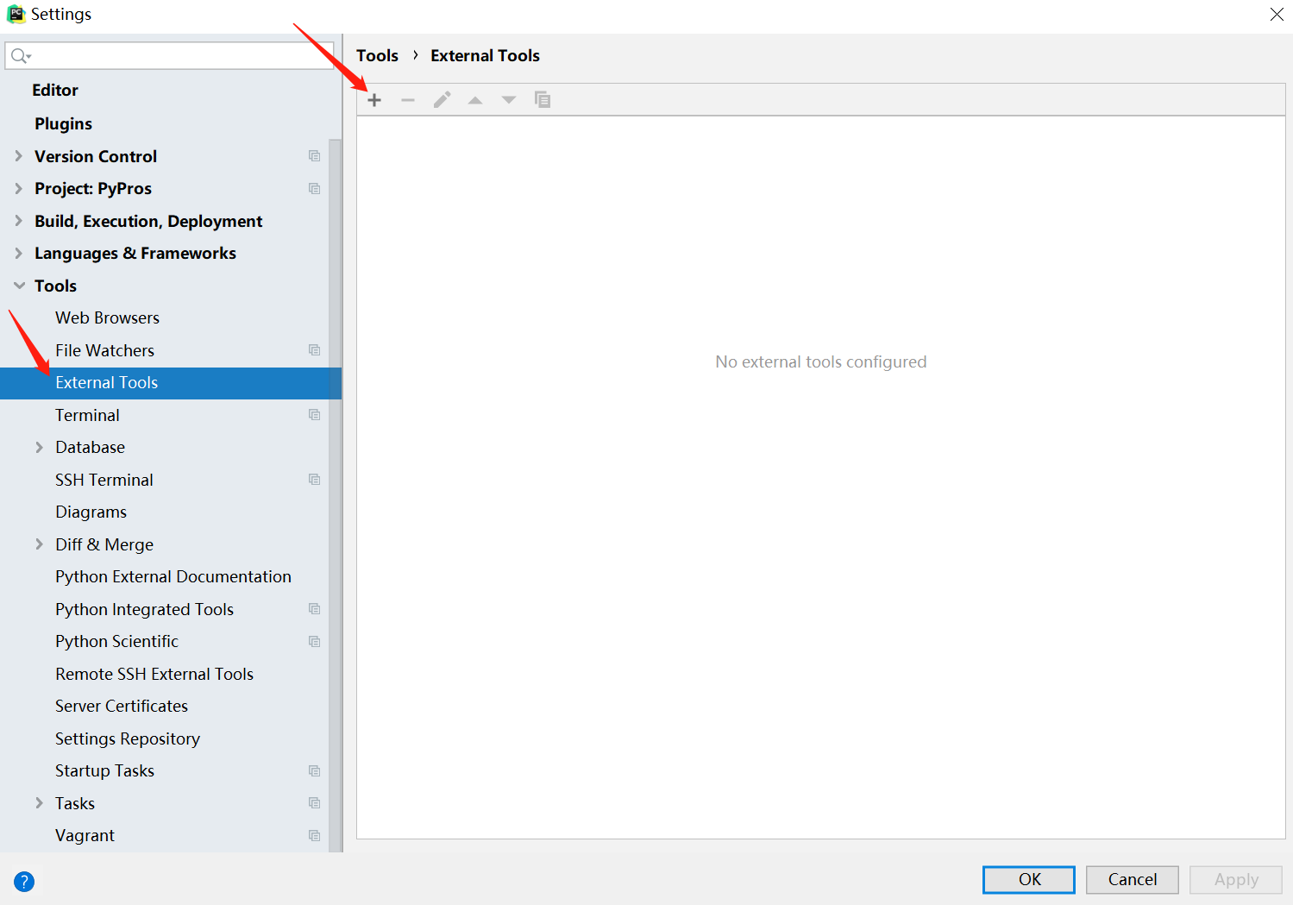 Settings
Editor
Plugins
Version Control
Project: PyPros
Build, Execution, Deployment
Languages & Frameworks
Tools
Web Browsers
File Watchers
External Tools
Terminal
Database
SSH Terminal
Diagrams
Diff & Merge
Python External Documentation
Python Integrated Tools
Python Scientific
Remote SSH External Tools
Server Certificates
Settings Repository
Startup Tasks
Tasks
Vagrant
Tools › External Tools
No external tools configured
?
OK Cancel Apply